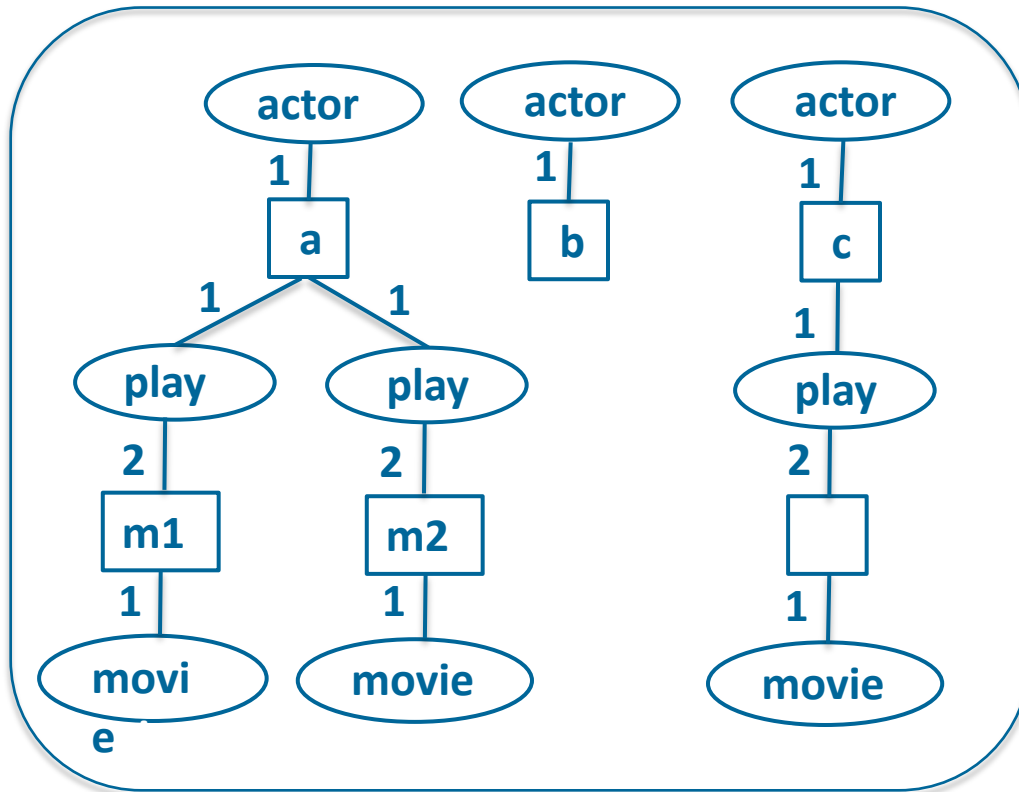 actor actor actor
1 1 1
a b c
1 1 1
play play play
2 2 2
m1 m2
1 1 1
movi movie movie
e